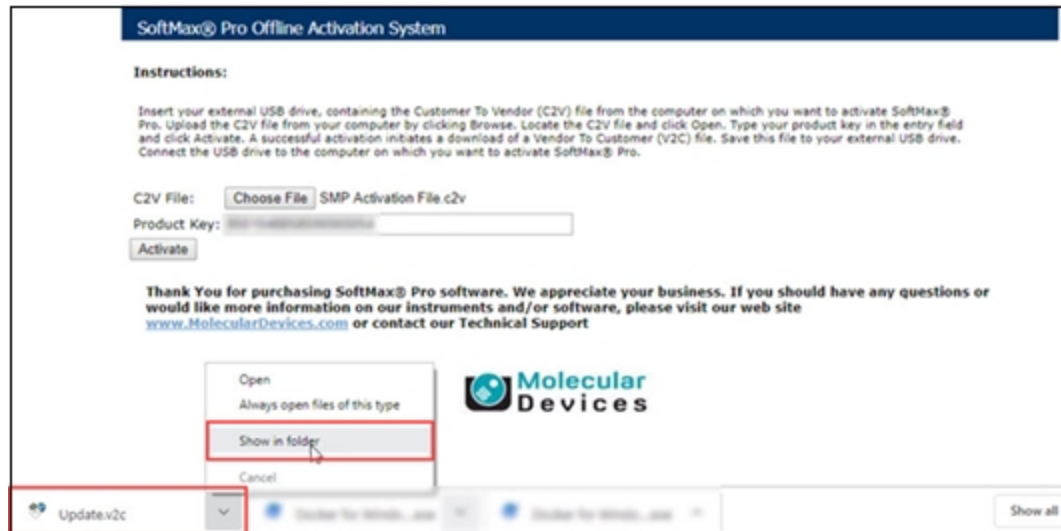 SoftMax® Pro Offline Activation System
Instructions:
Insert your external USB drive, containing the Customer To Vendor (C2V) file from the computer on which you want to activate SoftMax®
Pro. Upload the C2V file from your computer by clicking Browse. Locate the C2V file and click Open. Type your product key in the entry field
and click Activate. A successful activation initiates a download of a Vendor To Customer (V2C) file. Save this file to your external USB drive.
Connect the USB drive to the computer on which you want to activate SoftMax® Pro.
C2V File: Choose File SMP Activation File.c2v
Product Key:
Activate
Thank You for purchasing SoftMax® Pro software. We appreciate your business. If you should have any questions or
would like more information on our instruments and/or software, please visit our web site
www.MolecularDevices.com or contact our Technical Support
Open
Always open files of this type
Show in folder
Cancel
Molecular
Devices
Update.v2c
Show all